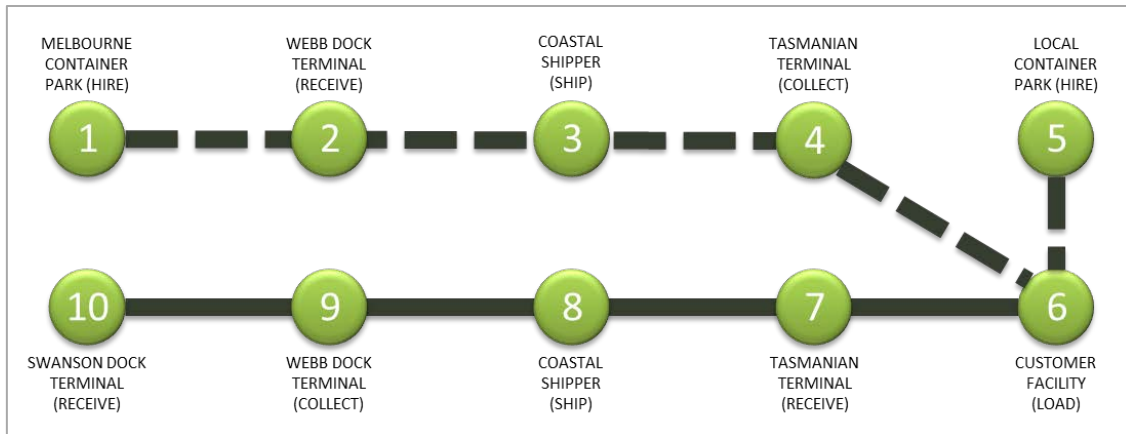 MELBOURNE
CONTAINER
PARK (HIRE)
WEBB DOCK
TERMINAL
(RECEIVE)
COASTAL
SHIPPER
(SHIP)
TASMANIAN
TERMINAL
(COLLECT)
LOCAL
CONTAINER
PARK (HIRE)
1
2
3
4
5
10
9
8
7
6
SWANSON DOCK
TERMINAL
(RECEIVE)
WEBB DOCK
TERMINAL
(COLLECT)
COASTAL
SHIPPER
(SHIP)
TASMANIAN
TERMINAL
(RECEIVE)
CUSTOMER
FACILITY
(LOAD)